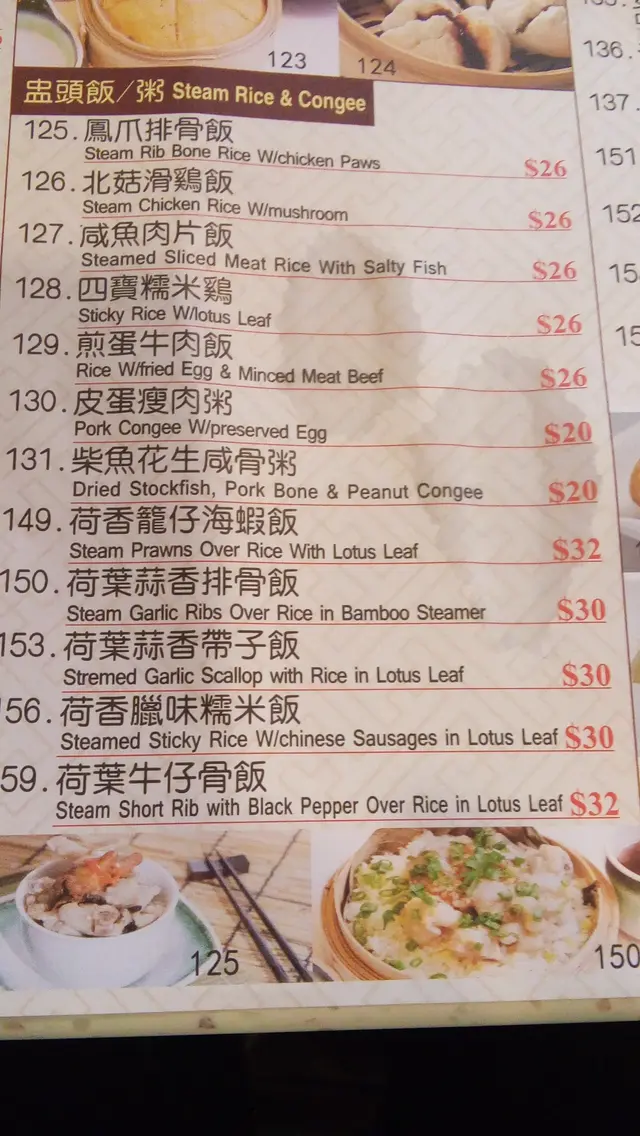 123
124
盅頭飯/粥 Steam Rice & Congee
125.鳳爪排骨飯
Steam Rib Bone Rice W/chicken Paws $26
126.北菇滑鷄飯
Steam Chicken Rice W/mushroom $26
127.咸魚肉片飯
Steamed Sliced Meat Rice With Salty Fish $26
128.四寶糯米鷄
Sticky Rice W/lotus Leaf $26
129.煎蛋牛肉飯
Rice W/fried Egg & Minced Meat Beef $26
130.皮蛋瘦肉粥
Pork Congee W/preserved Egg $20
131.柴魚花生咸骨粥
Dried Stockfish, Pork Bone & Peanut Congee $20
149.荷香籠仔海蝦飯
Steam Prawns Over Rice With Lotus Leaf $32
150.荷葉蒜香排骨飯
Steam Garlic Ribs Over Rice in Bamboo Steamer $30
153.荷葉蒜香帶子飯
Stremed Garlic Scallop with Rice in Lotus Leaf $30
56.荷香臘味糯米飯
Steamed Sticky Rice W/chinese Sausages in Lotus Leaf $30
59.荷葉牛仔骨飯
Steam Short Rib with Black Pepper Over Rice in Lotus Leaf $32
125
150
136.
137.
151
152